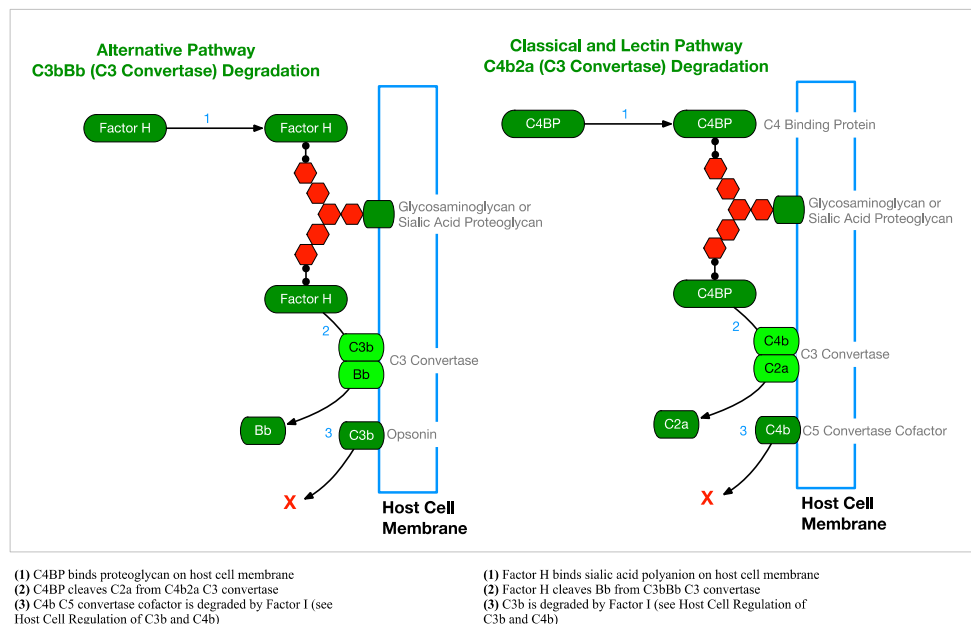 Alternative Pathway
C3bBb (C3 Convertase) Degradation
Factor H
1
Factor H
Glycosaminoglycan or
Sialic Acid Proteoglycan
Factor H
2
C3b
C3 Convertase
Bb
Bb
3
C3b
Opsonin
X
Host Cell
Membrane
Classical and Lectin Pathway
C4b2a (C3 Convertase) Degradation
C4BP
1
C4BP
C4 Binding Protein
Glycosaminoglycan or
Sialic Acid Proteoglycan
C4BP
2
C4b
C3 Convertase
C2a
C2a
3
C4b
C5 Convertase Cofactor
X
Host Cell
Membrane
(1) C4BP binds proteoglycan on host cell membrane
(2) C4BP cleaves C2a from C4b2a C3 convertase
(3) C4b C5 convertase cofactor is degraded by Factor I (see
Host Cell Regulation of C3b and C4b)
(1) Factor H binds sialic acid polyanion on host cell membrane
(2) Factor H cleaves Bb from C3bBb C3 convertase
(3) C3b is degraded by Factor I (see Host Cell Regulation of
C3b and C4b)